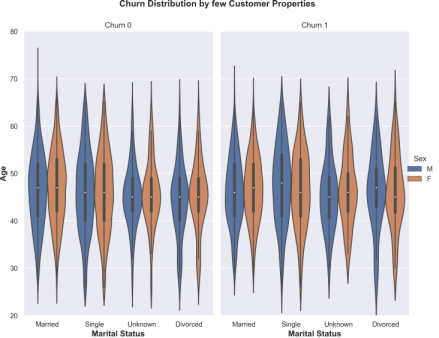 Churn Distribution by few Customer Properties
Churn 0
Churn 1
80
70
60
50
40
30
20
Age
Married
Single
Unknown
Divorced
Marital Status
Married
Single
Unknown
Divorced
Marital Status
Sex
M
F